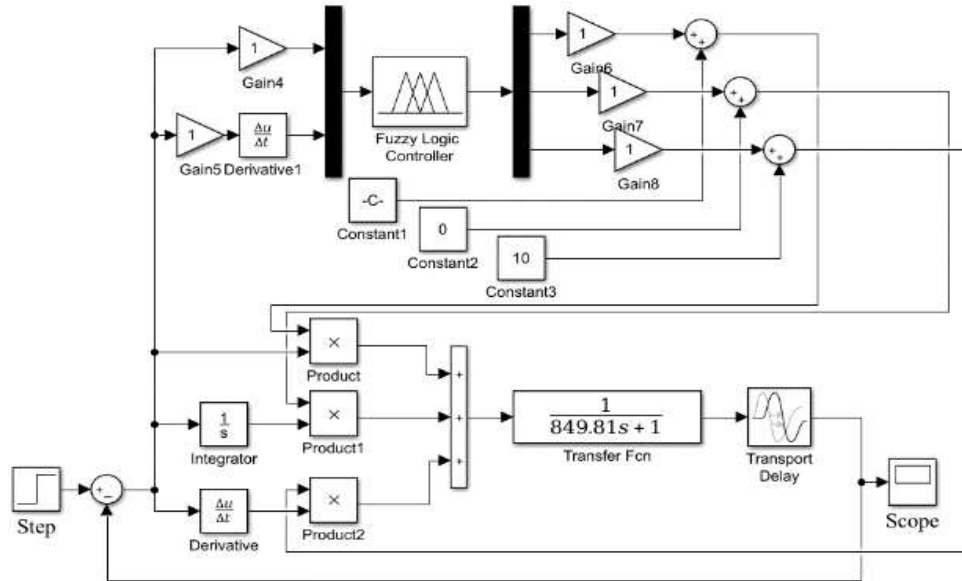 1
Gain4
1
Gain5
Δu
Δt
Derivative1
Fuzzy Logic
Controller
1
Gain6
1
Gain7
1
Gain8
+
+
+
+
+
+
-C-
Constant1
0
Constant2
10
Constant3
×
Product
1
s
Integrator
×
Product1
Δu
Δt
Derivative
×
Product2
+
+
+
1
849.81s + 1
Transfer Fcn
Transport
Delay
+
−
Step
Scope